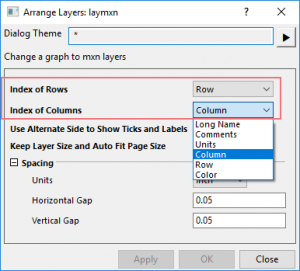 Arrange Layers: laymxn
Dialog Theme *
Change a graph to mxn layers
Index of Rows Row
Index of Columns Column
Long Name
Comments
Units
Column
Row
Color
Use Alternate Side to Show Ticks and Labels
Keep Layer Size and Auto Fit Page Size
Spacing
Units inch
Horizontal Gap 0.05
Vertical Gap 0.05
Apply OK Close